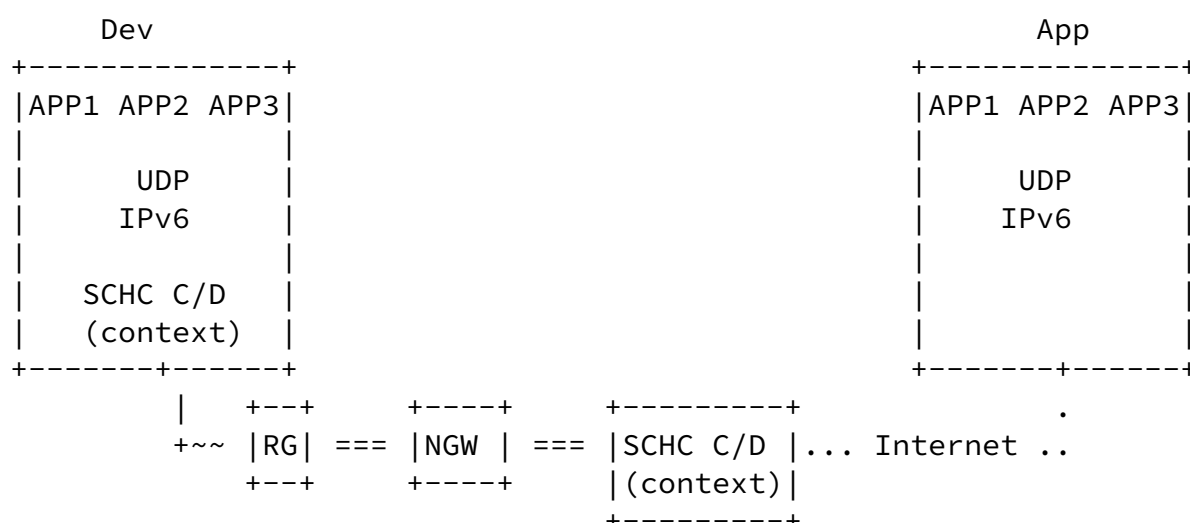 Dev App
+--------------+ +--------------+
|APP1 APP2 APP3| |APP1 APP2 APP3|
| | | |
| UDP | | UDP |
| IPv6 | | IPv6 |
| | | |
| SCHC C/D | | |
| (context) | | |
+-------+------+ +-------+------+
| +--+ +----+ +---------+ .
+~~ |RG| === |NGW | === |SCHC C/D |... Internet ..
+--+ +----+ |(context)|
+---------+